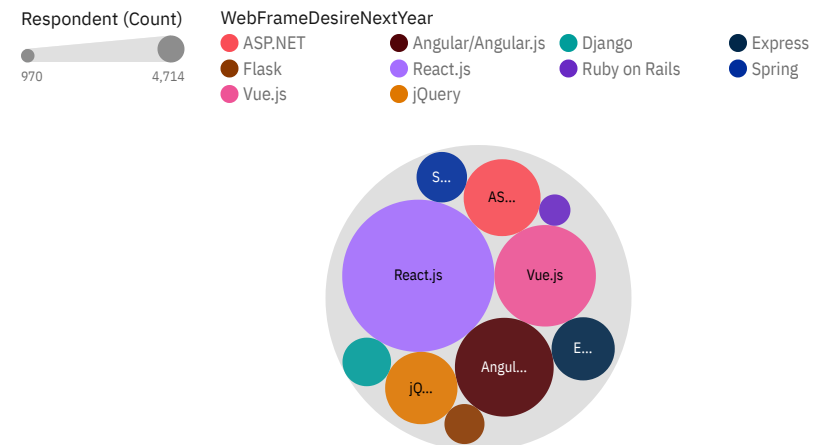 Respondent (Count)
970 4,714
WebFrameDesireNextYear
ASP.NET Angular/Angular.js Django Express
Flask React.js Ruby on Rails Spring
Vue.js jQuery
S...
AS...
React.js Vue.js
E...
Angul...
jQ...